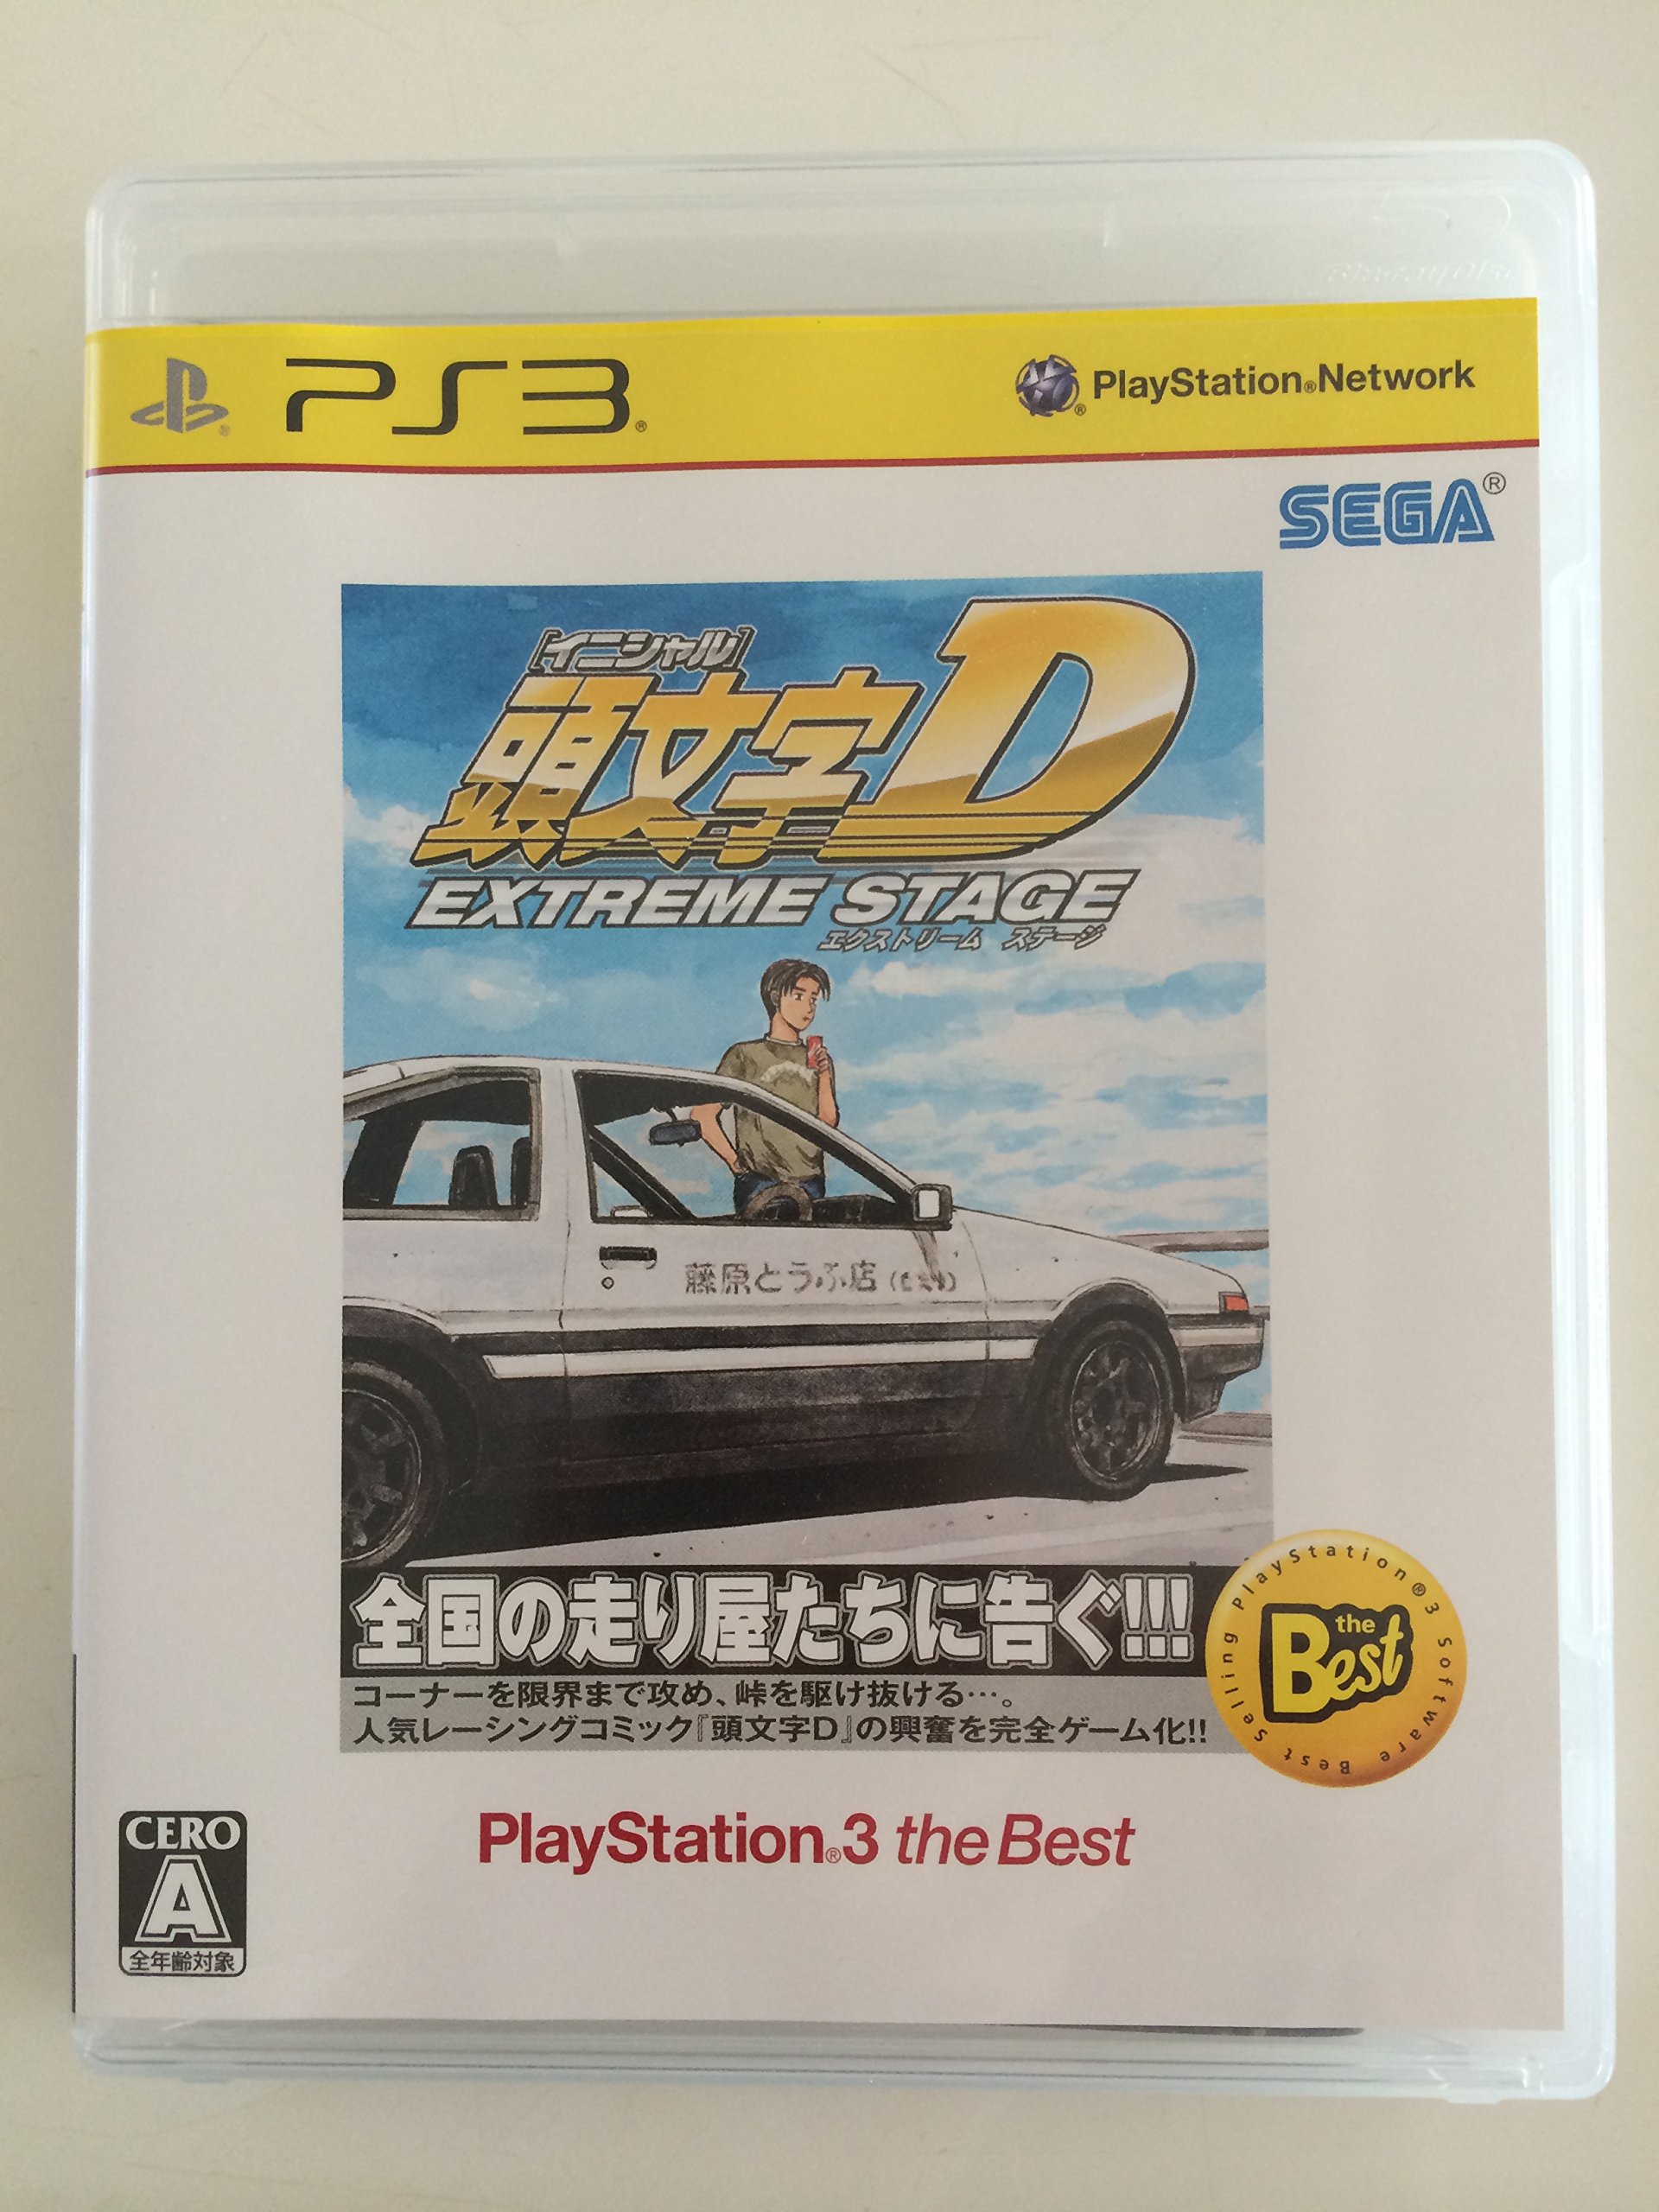 PS3®
PlayStation®Network
SEGA®
[イニシャル]
頭文字D
EXTREME STAGE
エクストリーム ステージ
藤原とうふ店(自家用)
全国の走り屋たちに告ぐ!!!
コーナーを限界まで攻め、峠を駆け抜ける…。
人気レーシングコミック『頭文字D』の興奮を完全ゲーム化!!
PlayStation®3 Software Best Selling
the Best
PlayStation®3 the Best
CERO
A
全年齢対象